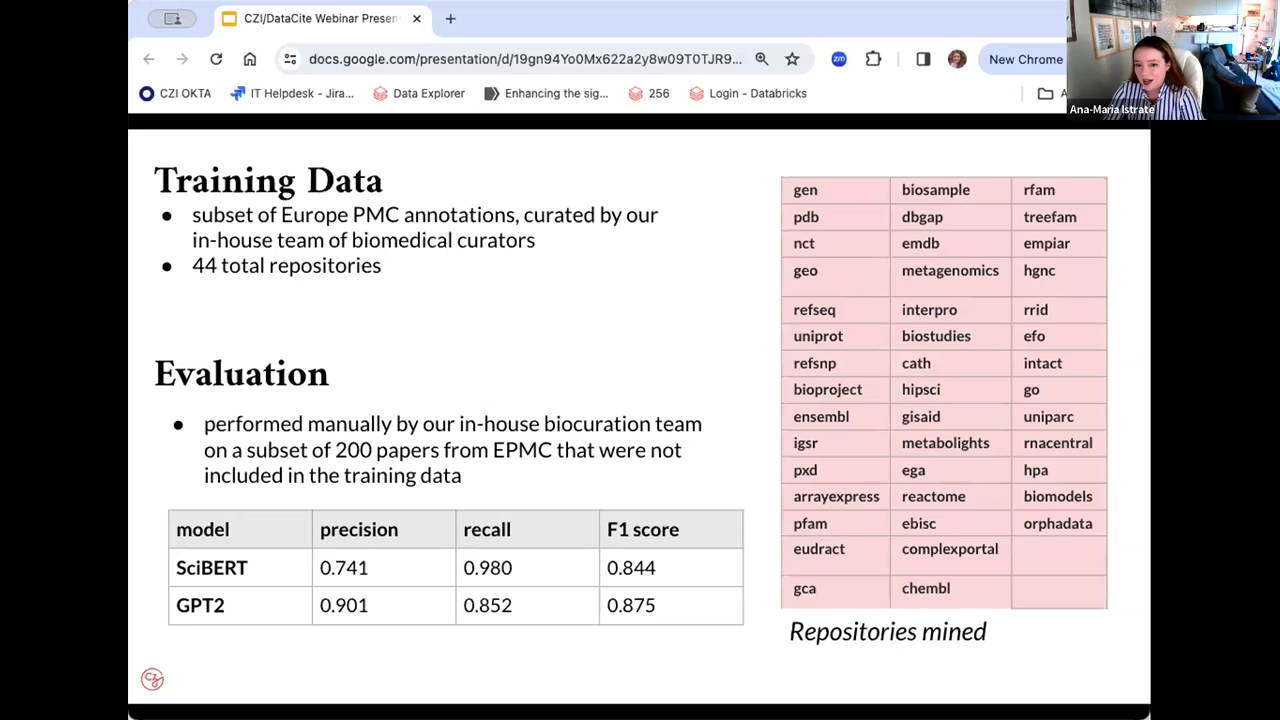 CZI/DataCite Webinar Presen
docs.google.com/presentation/d/19gn94Yo0Mx622a2y8w09T0TJR9...
zm
New Chrome
CZI OKTA
IT Helpdesk - Jira...
Data Explorer
Enhancing the sig...
256
Login - Databricks
A
Ana-Maria Istrate
Training Data
● subset of Europe PMC annotations, curated by our
in-house team of biomedical curators
● 44 total repositories
Evaluation
● performed manually by our in-house biocuration team
on a subset of 200 papers from EPMC that were not
included in the training data
model precision recall F1 score
SciBERT 0.741 0.980 0.844
GPT2 0.901 0.852 0.875
gen biosample rfam
pdb dbgap treefam
nct emdb empiar
geo metagenomics hgnc
refseq interpro rrid
uniprot biostudies efo
refsnp cath intact
bioproject hipsci go
ensembl gisaid uniparc
igsr metabolights rnacentral
pxd ega hpa
arrayexpress reactome biomodels
pfam ebisc orphadata
eudract complexportal
gca chembl
Repositories mined